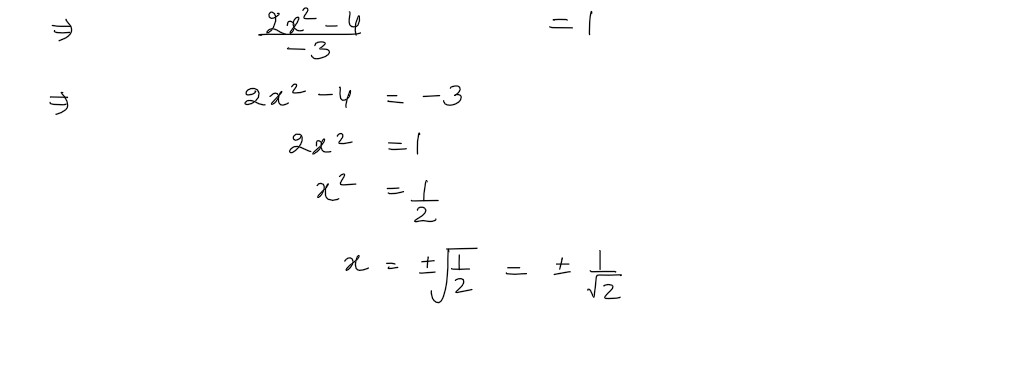 ⇒ (2x² - 4)/(-3) = 1
⇒ 2x² - 4 = -3
2x² = 1
x² = 1/2
x = ±√(1/2) = ± 1/√2